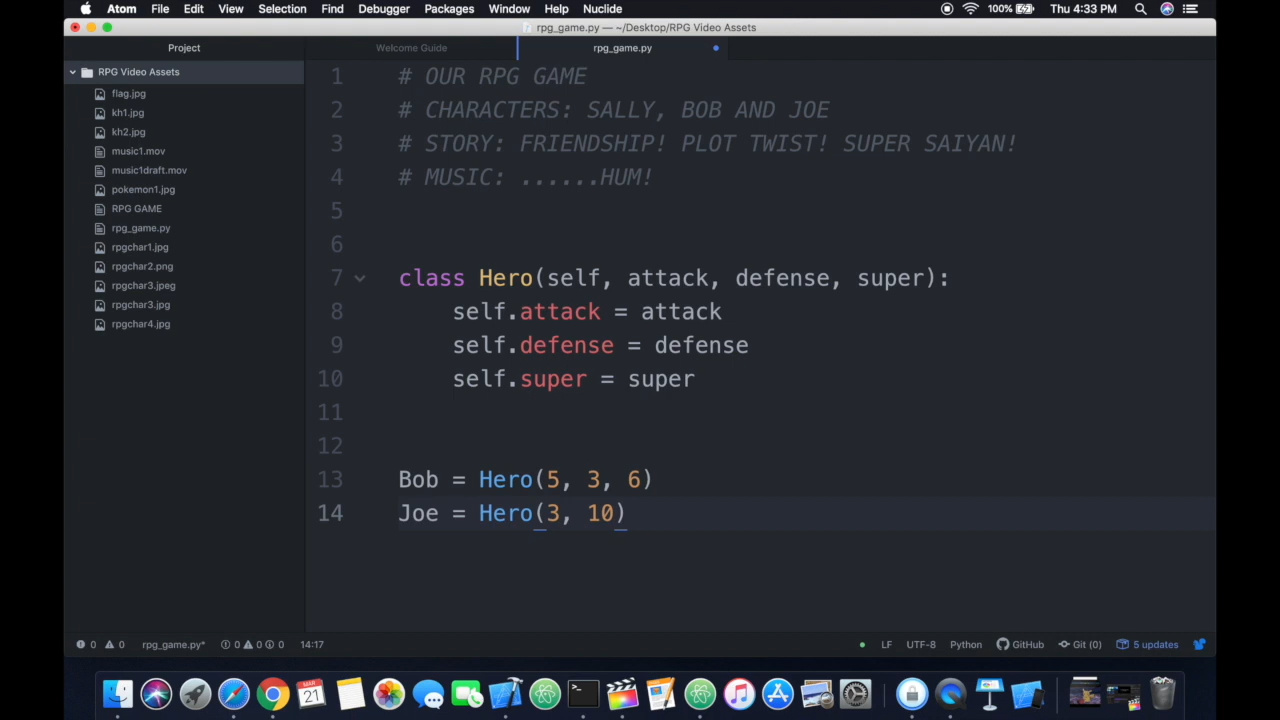 Atom File Edit View Selection Find Debugger Packages Window Help Nuclide 100% Thu 4:33 PM
rpg_game.py — ~/Desktop/RPG Video Assets
Project Welcome Guide rpg_game.py
RPG Video Assets
flag.jpg
kh1.jpg
kh2.jpg
music1.mov
music1draft.mov
pokemon1.jpg
RPG GAME
rpg_game.py
rpgchar1.jpg
rpgchar2.png
rpgchar3.jpeg
rpgchar3.jpg
rpgchar4.jpg
1 # OUR RPG GAME
2 # CHARACTERS: SALLY, BOB AND JOE
3 # STORY: FRIENDSHIP! PLOT TWIST! SUPER SAIYAN!
4 # MUSIC: ......HUM!
5
6
7 class Hero(self, attack, defense, super):
8 self.attack = attack
9 self.defense = defense
10 self.super = super
11
12
13 Bob = Hero(5, 3, 6)
14 Joe = Hero(3, 10)
0 0 rpg_game.py* 0 0 0 14:17 LF UTF-8 Python GitHub Git (0) 5 updates
MAR 21